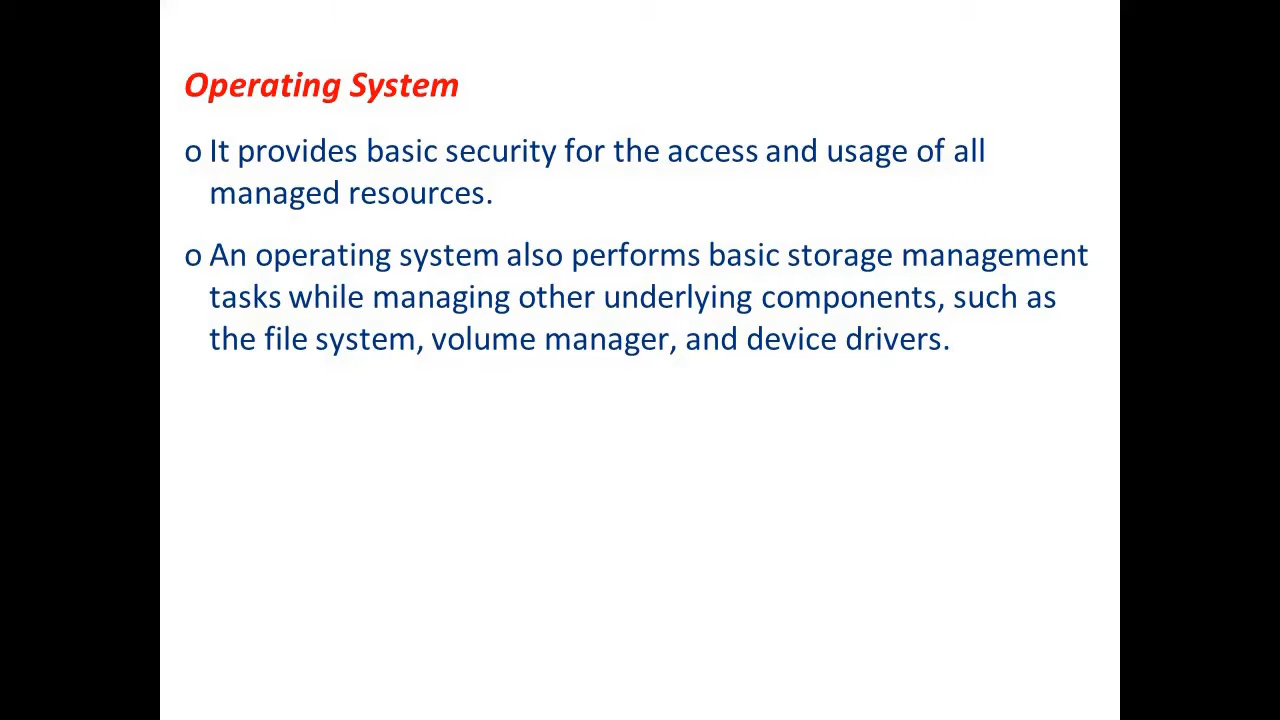 Operating System
o It provides basic security for the access and usage of all
managed resources.
o An operating system also performs basic storage management
tasks while managing other underlying components, such as
the file system, volume manager, and device drivers.